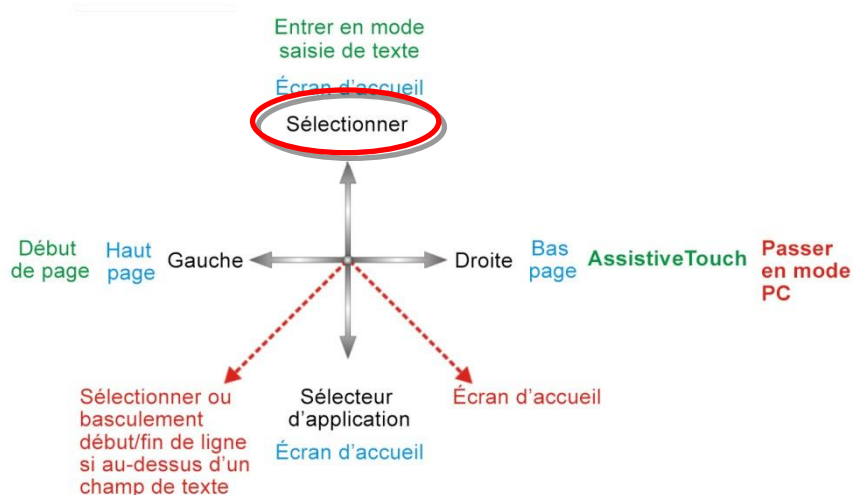 Entrer en mode
saisie de texte
Écran d'accueil
Sélectionner
Début
de page
Haut
page
Gauche
Droite
Bas
page
AssistiveTouch
Passer
en mode
PC
Sélectionner ou
basculement
début/fin de ligne
si au-dessus d'un
champ de texte
Sélecteur
d'application
Écran d'accueil
Écran d'accueil